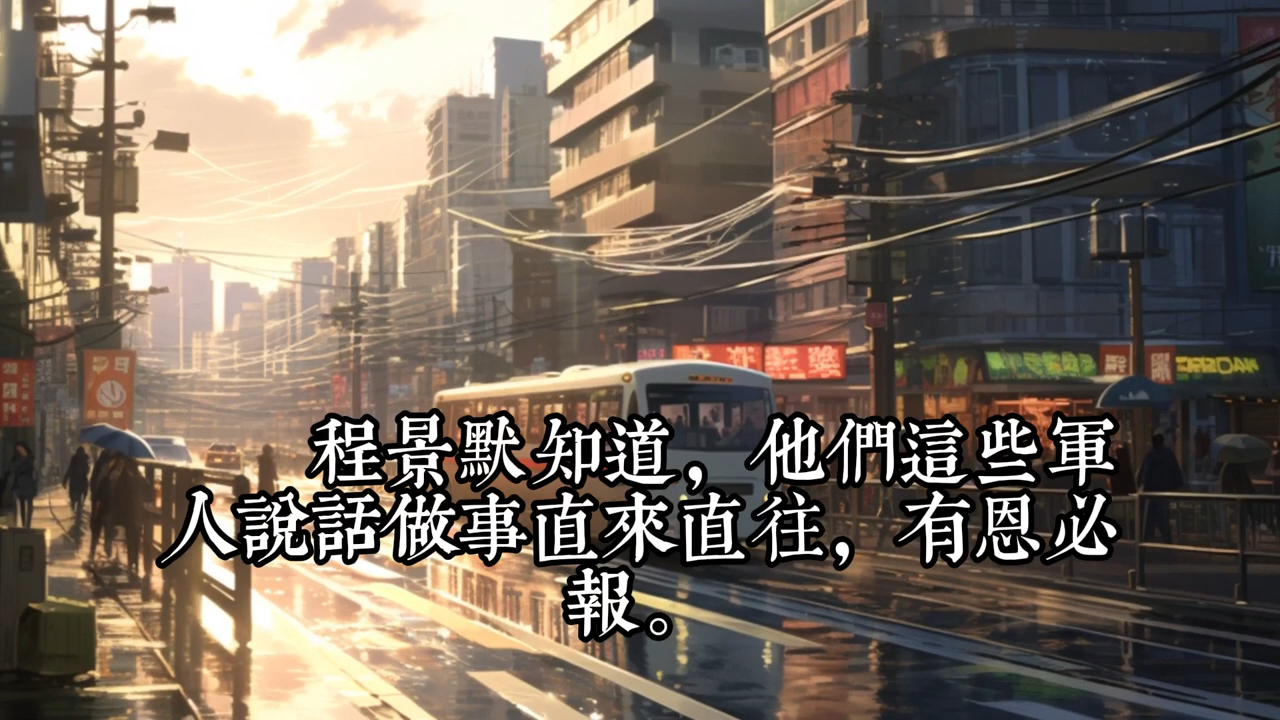 程景默知道，他們這些軍
人說話做事直來直往，有恩必
報。